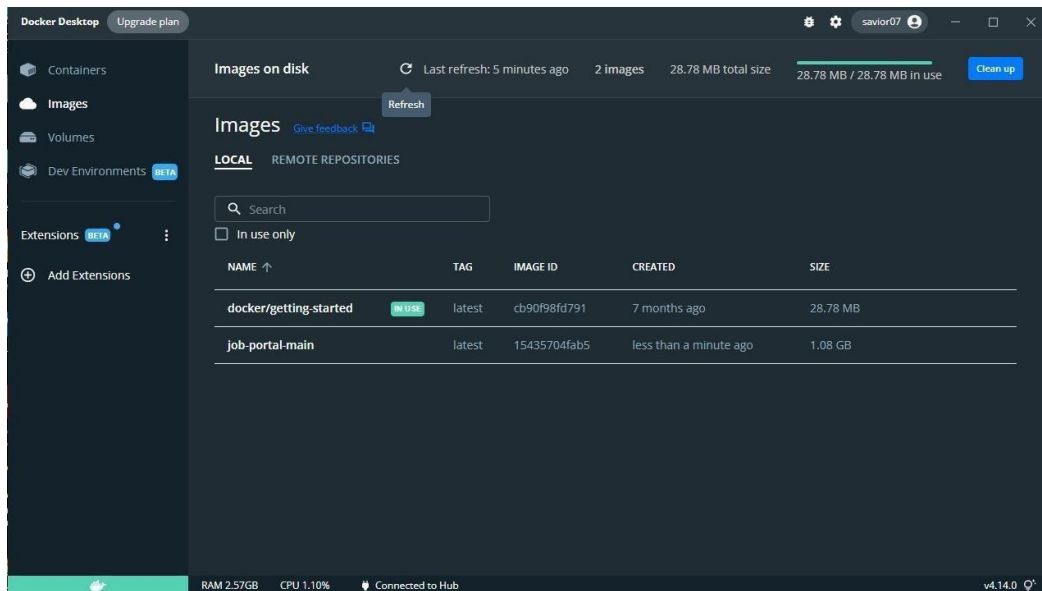 Docker Desktop Upgrade plan savior07
Containers
Images
Volumes
Dev Environments BETA
Extensions BETA
Add Extensions
Images on disk Last refresh: 5 minutes ago 2 images 28.78 MB total size 28.78 MB / 28.78 MB in use Clean up
Refresh
Images Give feedback
LOCAL REMOTE REPOSITORIES
Search
In use only
NAME TAG IMAGE ID CREATED SIZE
docker/getting-started IN USE latest cb90f98fd791 7 months ago 28.78 MB
job-portal-main latest 15435704fab5 less than a minute ago 1.08 GB
RAM 2.57GB CPU 1.10% Connected to Hub v4.14.0